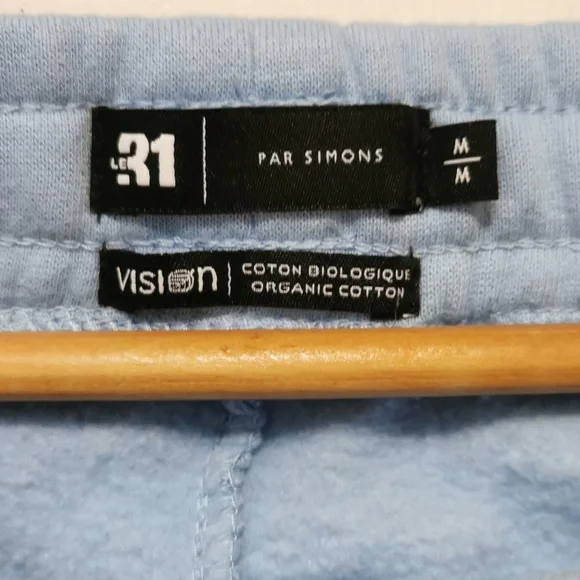 LE 31 PAR SIMONS
M
M
VISION COTON BIOLOGIQUE
ORGANIC COTTON